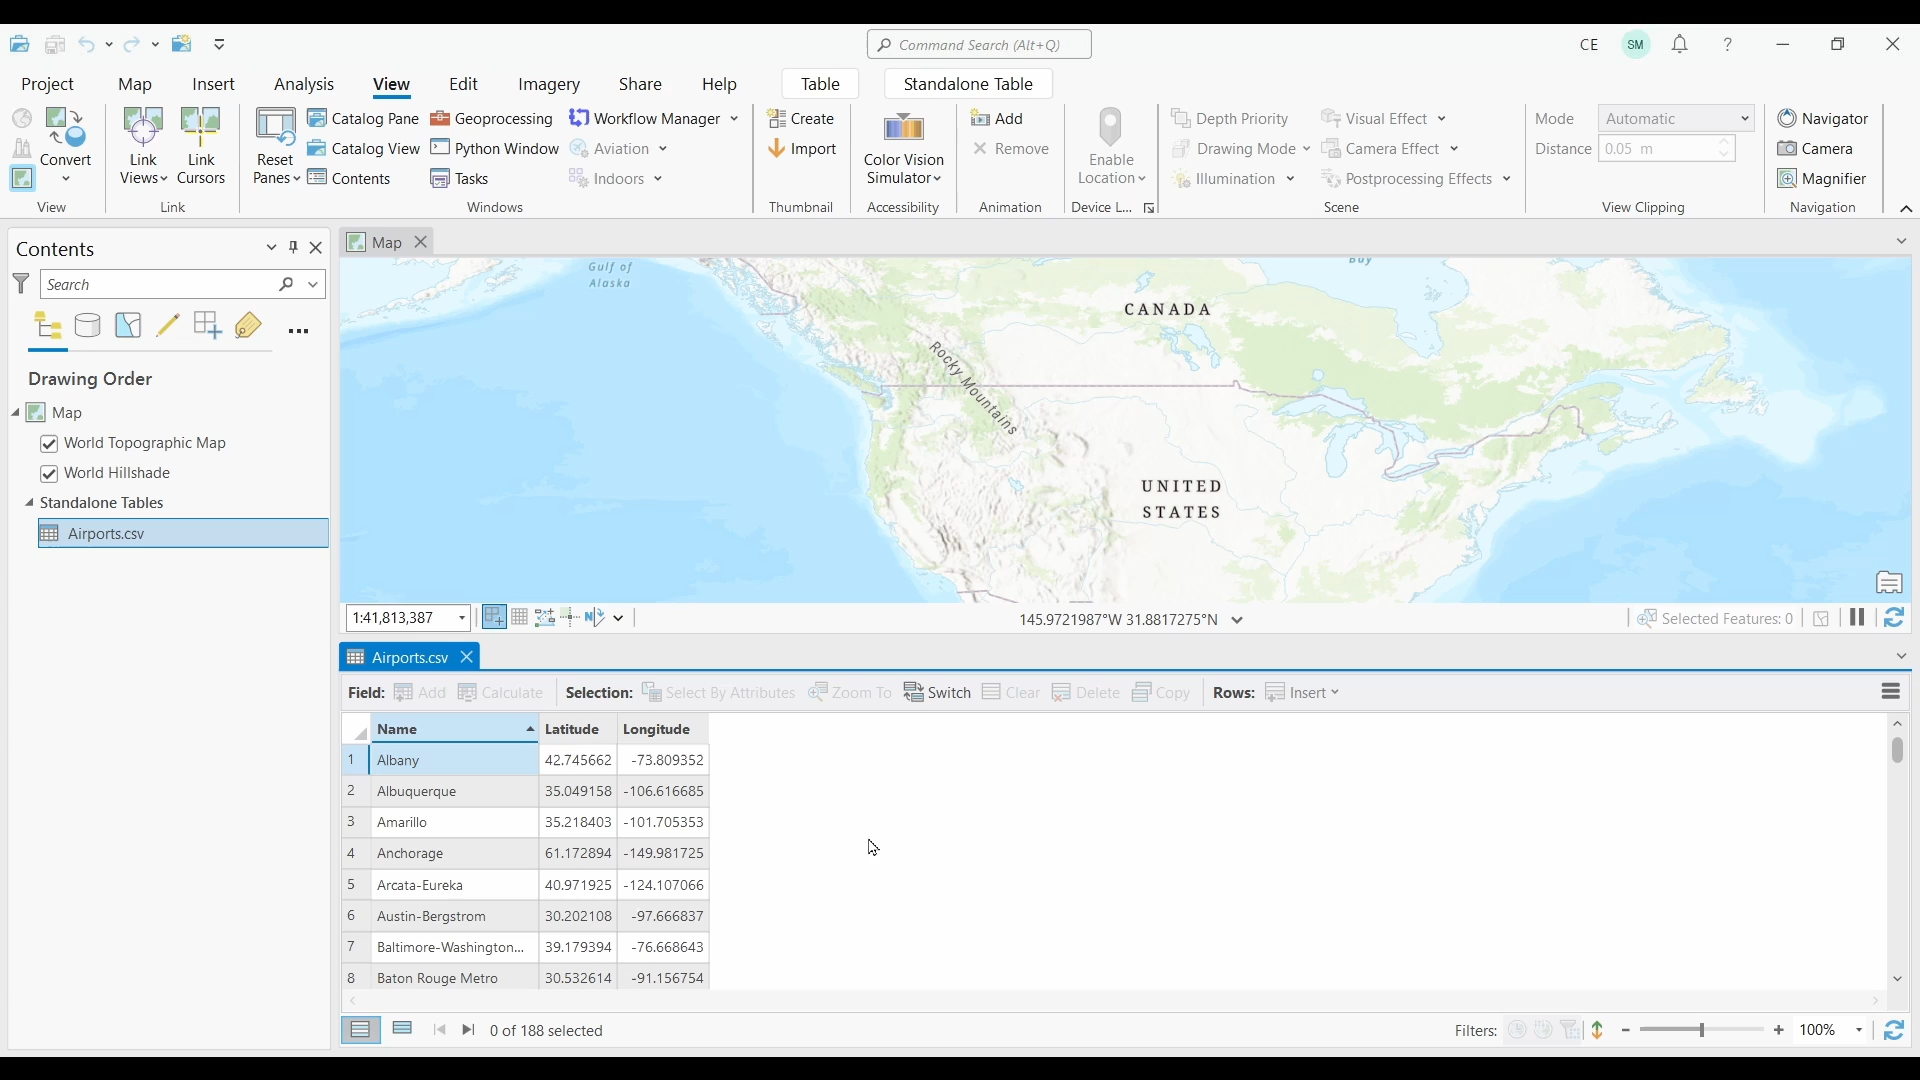 Command Search (Alt+Q)
CE
SM
?
Project
Map
Insert
Analysis
View
Edit
Imagery
Share
Help
Table
Standalone Table
Convert
View
Link Views
Link Cursors
Link
Reset Panes
Catalog Pane
Catalog View
Contents
Geoprocessing
Python Window
Tasks
Workflow Manager
Aviation
Indoors
Windows
Create
Import
Thumbnail
Color Vision Simulator
Accessibility
Add
Remove
Animation
Enable Location
Device L...
Depth Priority
Drawing Mode
Illumination
Visual Effect
Camera Effect
Postprocessing Effects
Scene
Mode Automatic
Distance 0.05 m
View Clipping
Navigator
Camera
Magnifier
Navigation
Contents
Search
Drawing Order
Map
World Topographic Map
World Hillshade
Standalone Tables
Airports.csv
Map
Gulf of
Alaska
Buy
CANADA
Rocky Mountains
UNITED
STATES
1:41,813,387
145.9721987°W 31.8817275°N
Selected Features: 0
Airports.csv
Field: Add Calculate Selection: Select By Attributes Zoom To Switch Clear Delete Copy Rows: Insert
Name Latitude Longitude
1 Albany 42.745662 -73.809352
2 Albuquerque 35.049158 -106.616685
3 Amarillo 35.218403 -101.705353
4 Anchorage 61.172894 -149.981725
5 Arcata-Eureka 40.971925 -124.107066
6 Austin-Bergstrom 30.202108 -97.666837
7 Baltimore-Washington... 39.179394 -76.668643
8 Baton Rouge Metro 30.532614 -91.156754
0 of 188 selected
Filters:
100%